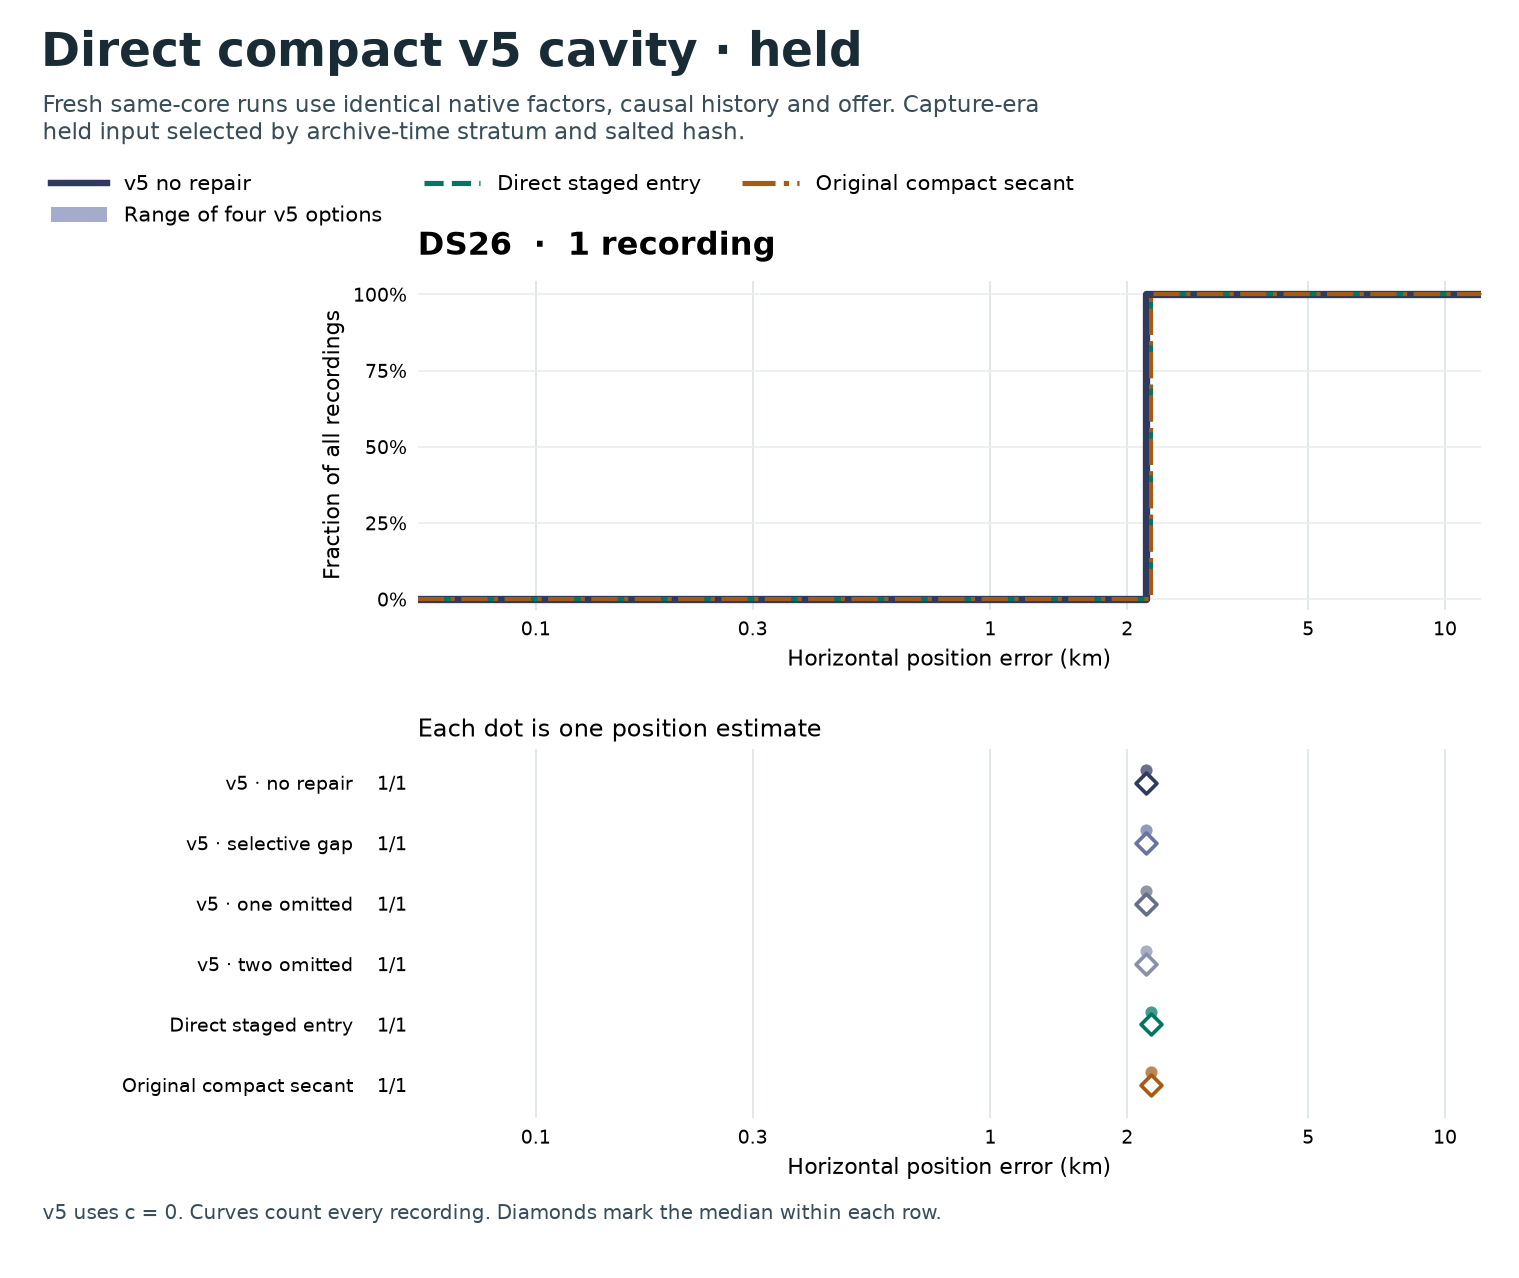 Direct compact v5 cavity · held
Fresh same-core runs use identical native factors, causal history and offer. Capture-era
held input selected by archive-time stratum and salted hash.
v5 no repair
Direct staged entry
Original compact secant
Range of four v5 options
DS26 · 1 recording
Fraction of all recordings
100%
75%
50%
25%
0%
0.1 0.3 1 2 5 10
Horizontal position error (km)
Each dot is one position estimate
v5 · no repair 1/1
v5 · selective gap 1/1
v5 · one omitted 1/1
v5 · two omitted 1/1
Direct staged entry 1/1
Original compact secant 1/1
0.1 0.3 1 2 5 10
Horizontal position error (km)
v5 uses c = 0. Curves count every recording. Diamonds mark the median within each row.